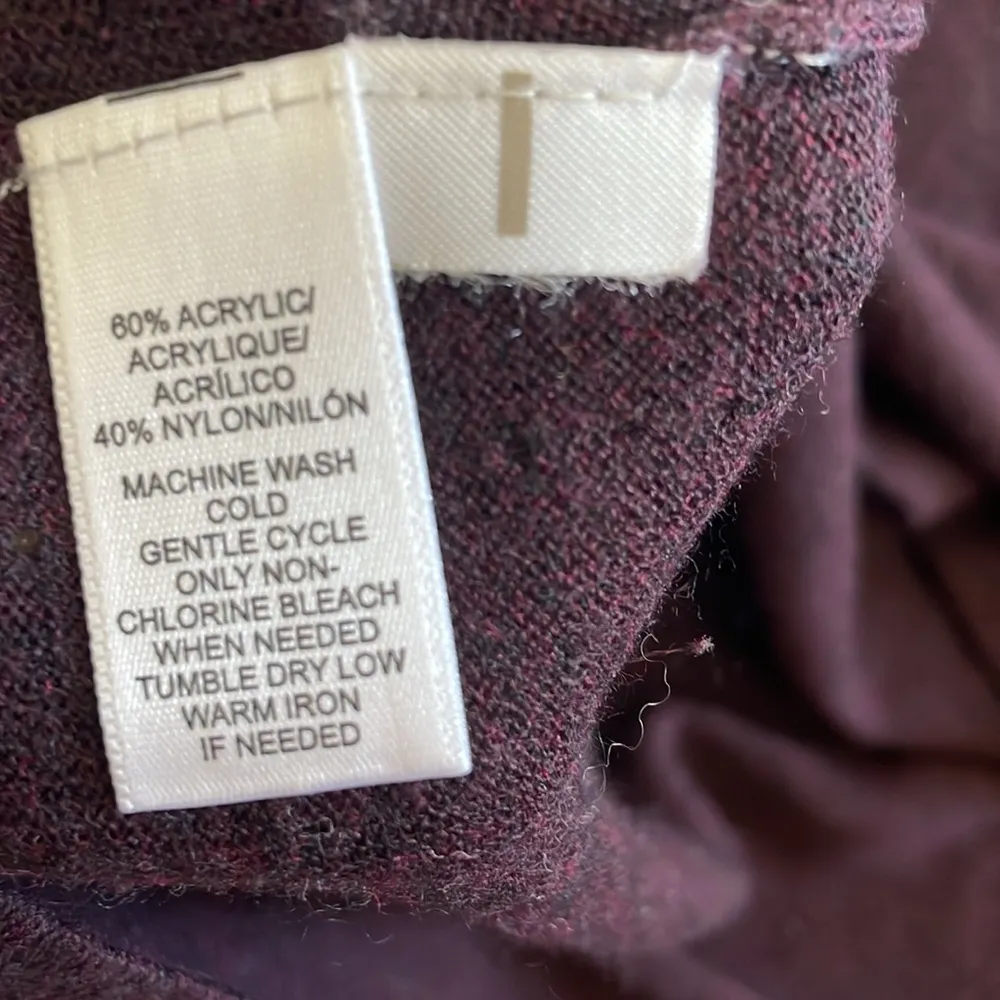 60% ACRYLIC/
ACRYLIQUE/
ACRÍLICO
40% NYLON/NILÓN
MACHINE WASH
COLD
GENTLE CYCLE
ONLY NON-
CHLORINE BLEACH
WHEN NEEDED
TUMBLE DRY LOW
WARM IRON
IF NEEDED